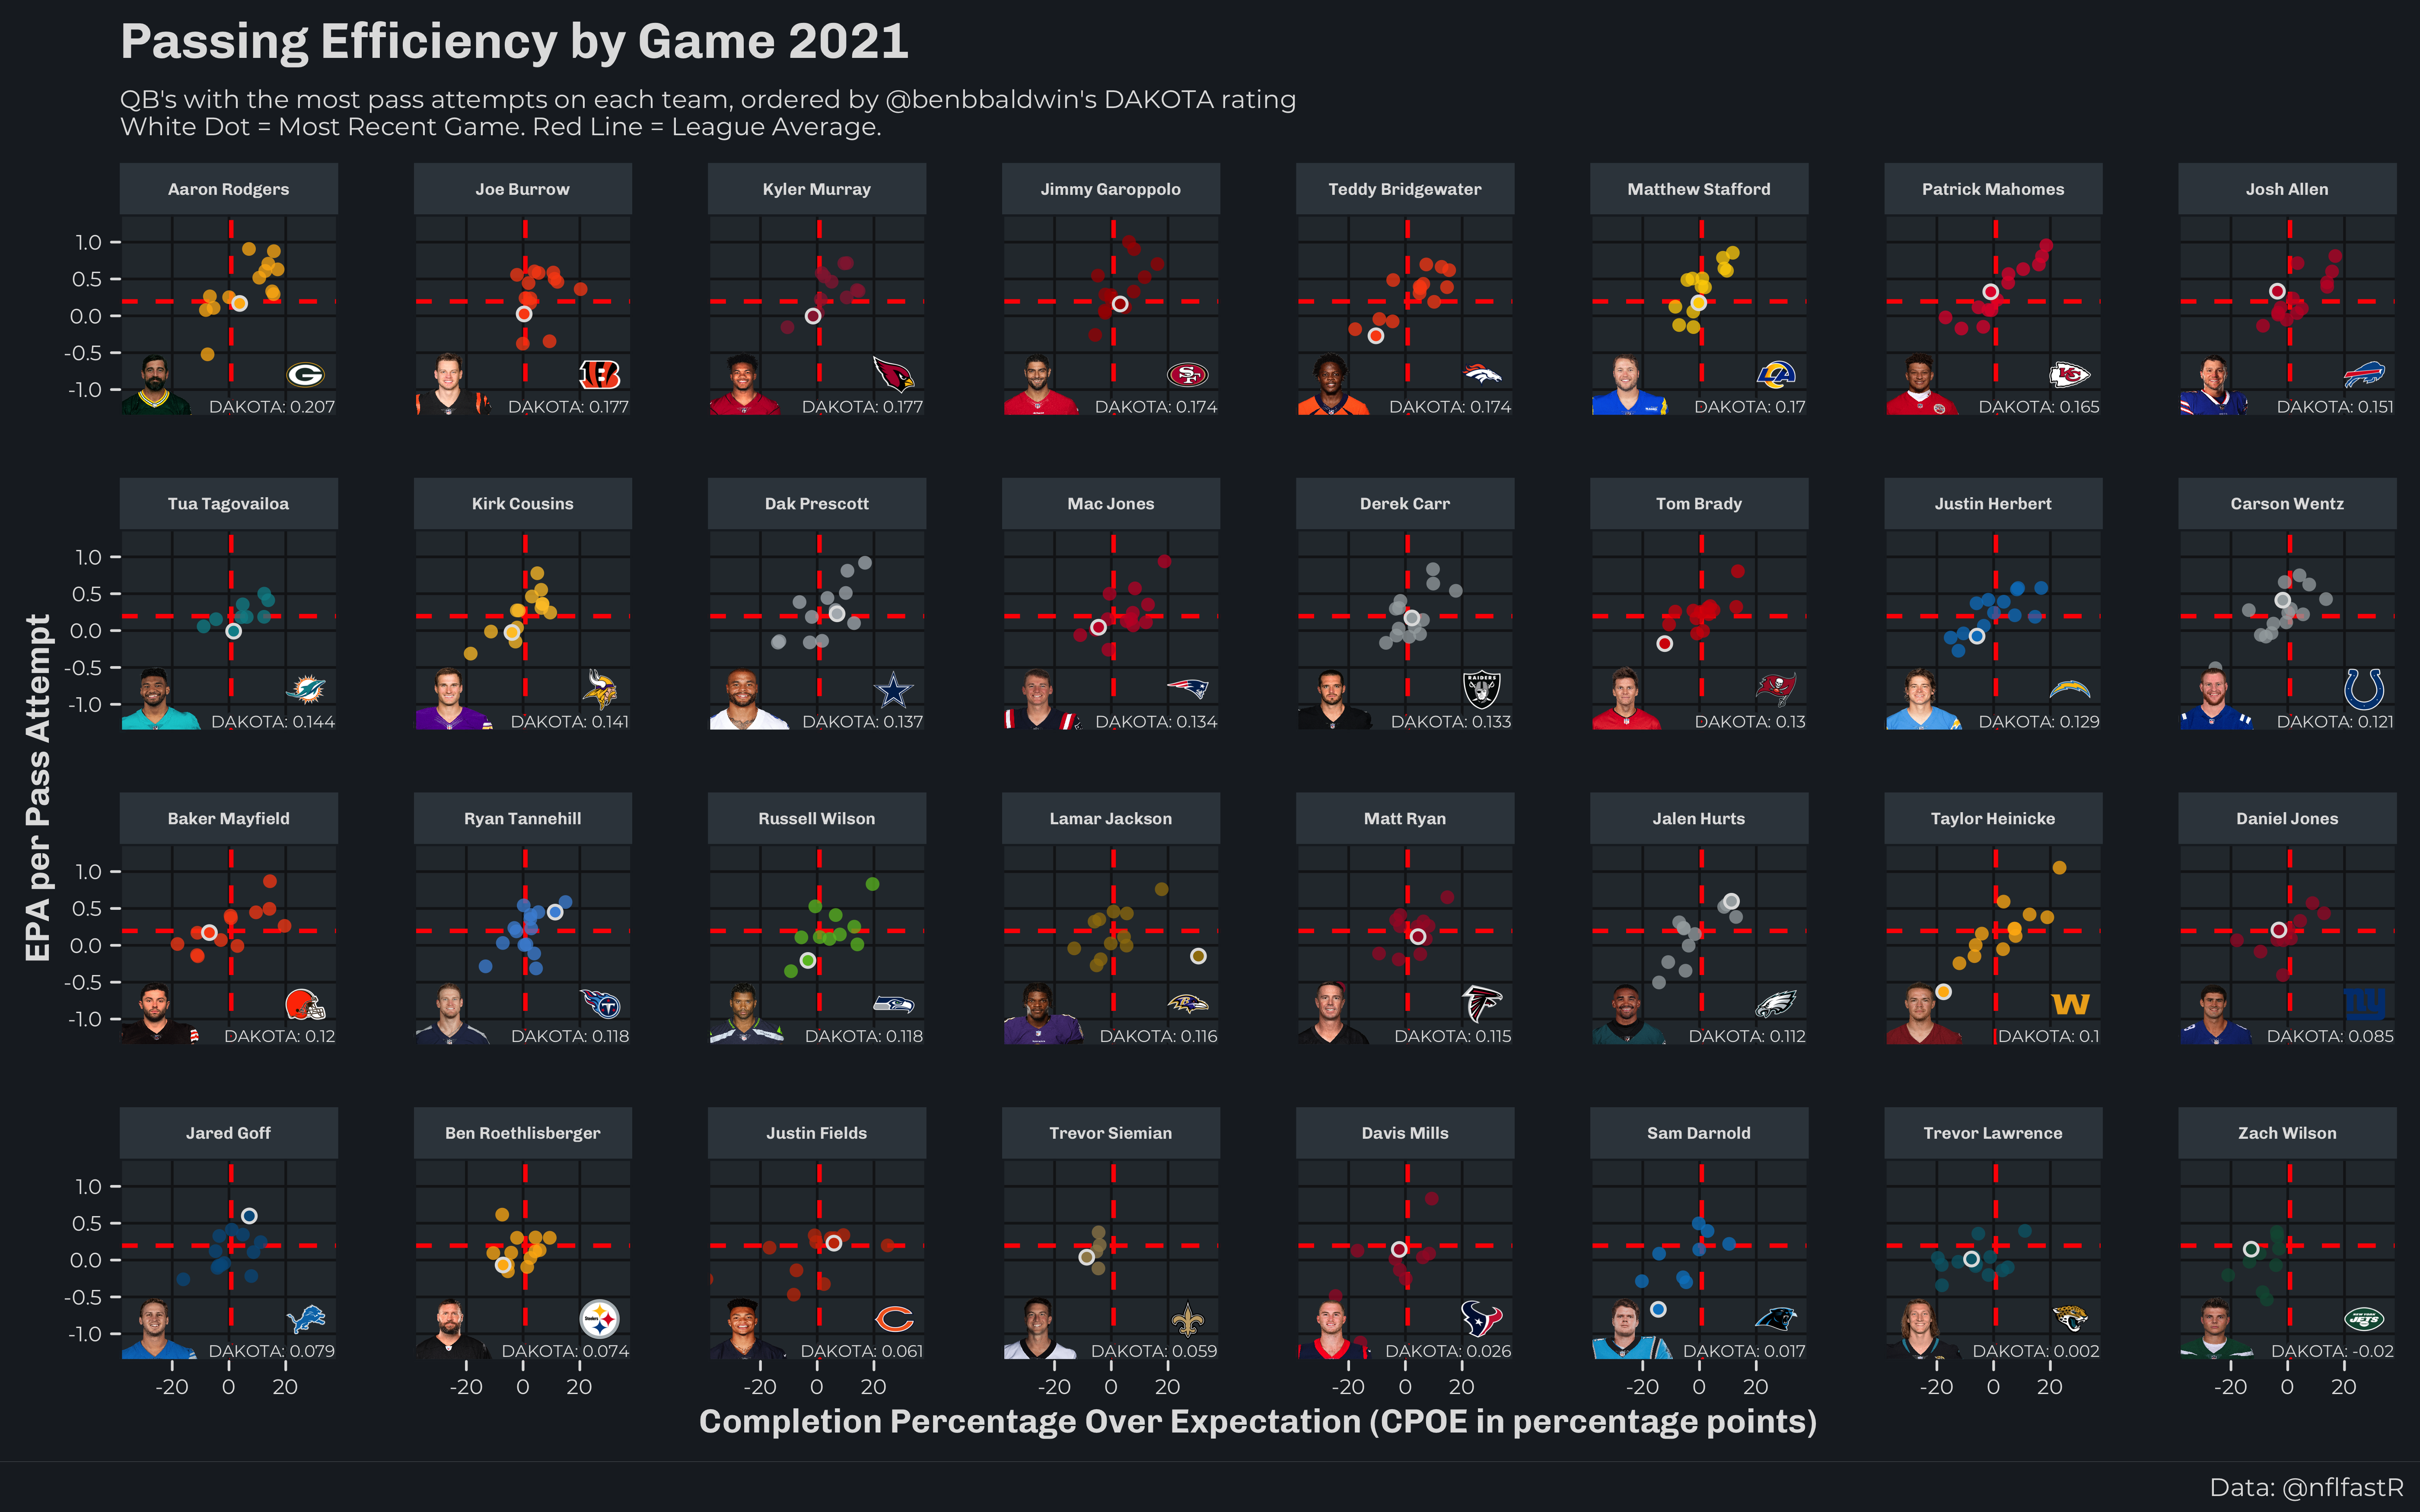 Passing Efficiency by Game 2021
QB's with the most pass attempts on each team, ordered by @benbbaldwin's DAKOTA rating
White Dot = Most Recent Game. Red Line = League Average.
Aaron Rodgers
Joe Burrow
Kyler Murray
Jimmy Garoppolo
Teddy Bridgewater
Matthew Stafford
Patrick Mahomes
Josh Allen
1.0
0.5
0.0
-0.5
-1.0
DAKOTA: 0.207
DAKOTA: 0.177
DAKOTA: 0.177
DAKOTA: 0.174
DAKOTA: 0.174
DAKOTA: 0.17
DAKOTA: 0.165
DAKOTA: 0.151
Tua Tagovailoa
Kirk Cousins
Dak Prescott
Mac Jones
Derek Carr
Tom Brady
Justin Herbert
Carson Wentz
1.0
0.5
0.0
-0.5
-1.0
RAIDERS
DAKOTA: 0.144
DAKOTA: 0.141
DAKOTA: 0.137
DAKOTA: 0.134
DAKOTA: 0.133
DAKOTA: 0.13
DAKOTA: 0.129
DAKOTA: 0.121
EPA per Pass Attempt
Baker Mayfield
Ryan Tannehill
Russell Wilson
Lamar Jackson
Matt Ryan
Jalen Hurts
Taylor Heinicke
Daniel Jones
1.0
0.5
0.0
-0.5
-1.0
W
ny
DAKOTA: 0.12
DAKOTA: 0.118
DAKOTA: 0.118
DAKOTA: 0.116
DAKOTA: 0.115
DAKOTA: 0.112
DAKOTA: 0.1
DAKOTA: 0.085
Jared Goff
Ben Roethlisberger
Justin Fields
Trevor Siemian
Davis Mills
Sam Darnold
Trevor Lawrence
Zach Wilson
1.0
0.5
0.0
-0.5
-1.0
Steelers
NEW YORK
JETS
DAKOTA: 0.079
DAKOTA: 0.074
DAKOTA: 0.061
DAKOTA: 0.059
DAKOTA: 0.026
DAKOTA: 0.017
DAKOTA: 0.002
DAKOTA: -0.02
-20 0 20
-20 0 20
-20 0 20
-20 0 20
-20 0 20
-20 0 20
-20 0 20
-20 0 20
Completion Percentage Over Expectation (CPOE in percentage points)
Data: @nflfastR